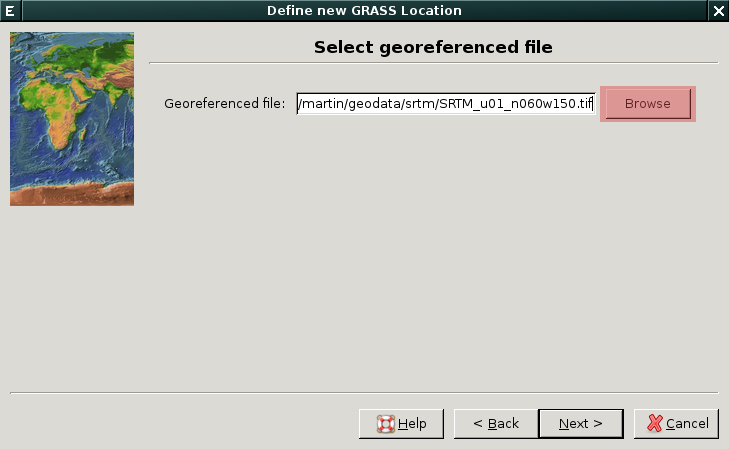 E
Define new GRASS Location
Select georeferenced file
Georeferenced file: /martin/geodata/srtm/SRTM_u01_n060w150.tif Browse
Help < Back Next > Cancel